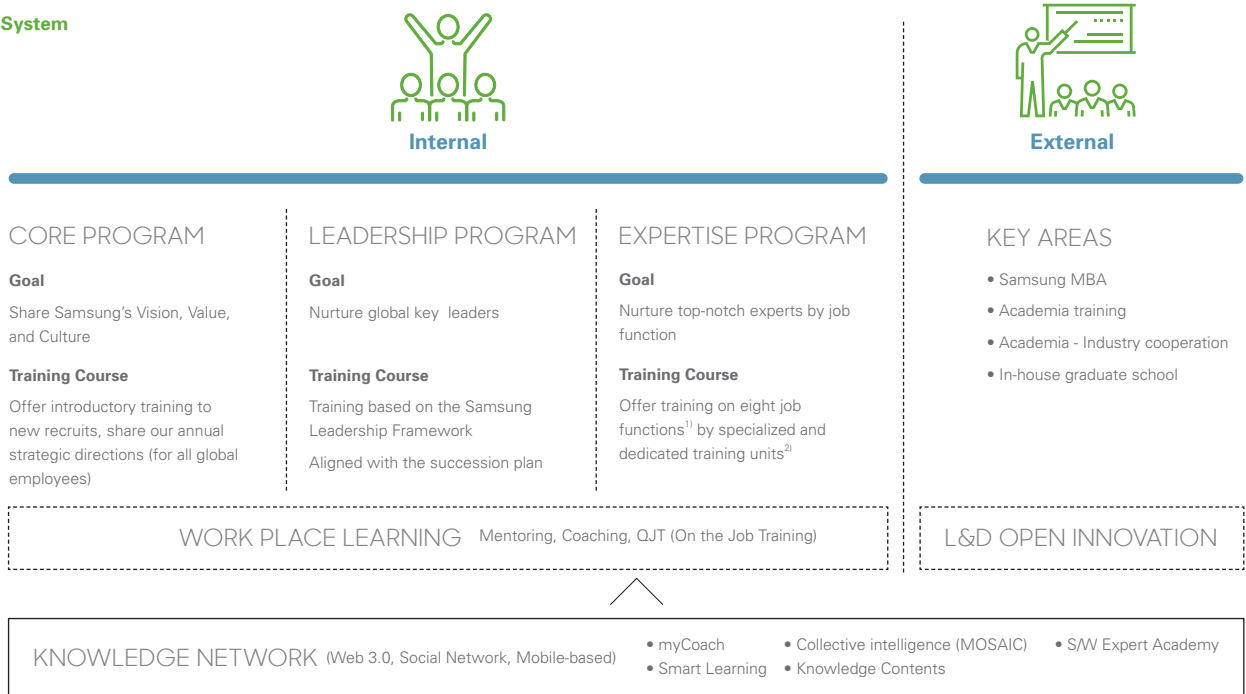 System
Internal
External
CORE PROGRAM
Goal
Share Samsung's Vision, Value,
and Culture
Training Course
Offer introductory training to
new recruits, share our annual
strategic directions (for all global
employees)
LEADERSHIP PROGRAM
Goal
Nurture global key leaders
Training Course
Training based on the Samsung
Leadership Framework
Aligned with the succession plan
EXPERTISE PROGRAM
Goal
Nurture top-notch experts by job
function
Training Course
Offer training on eight job
functions1) by specialized and
dedicated training units2)
KEY AREAS
• Samsung MBA
• Academia training
• Academia - Industry cooperation
• In-house graduate school
WORK PLACE LEARNING Mentoring, Coaching, QJT (On the Job Training)
L&D OPEN INNOVATION
KNOWLEDGE NETWORK (Web 3.0, Social Network, Mobile-based)
• myCoach • Collective intelligence (MOSAIC) • S/W Expert Academy
• Smart Learning • Knowledge Contents